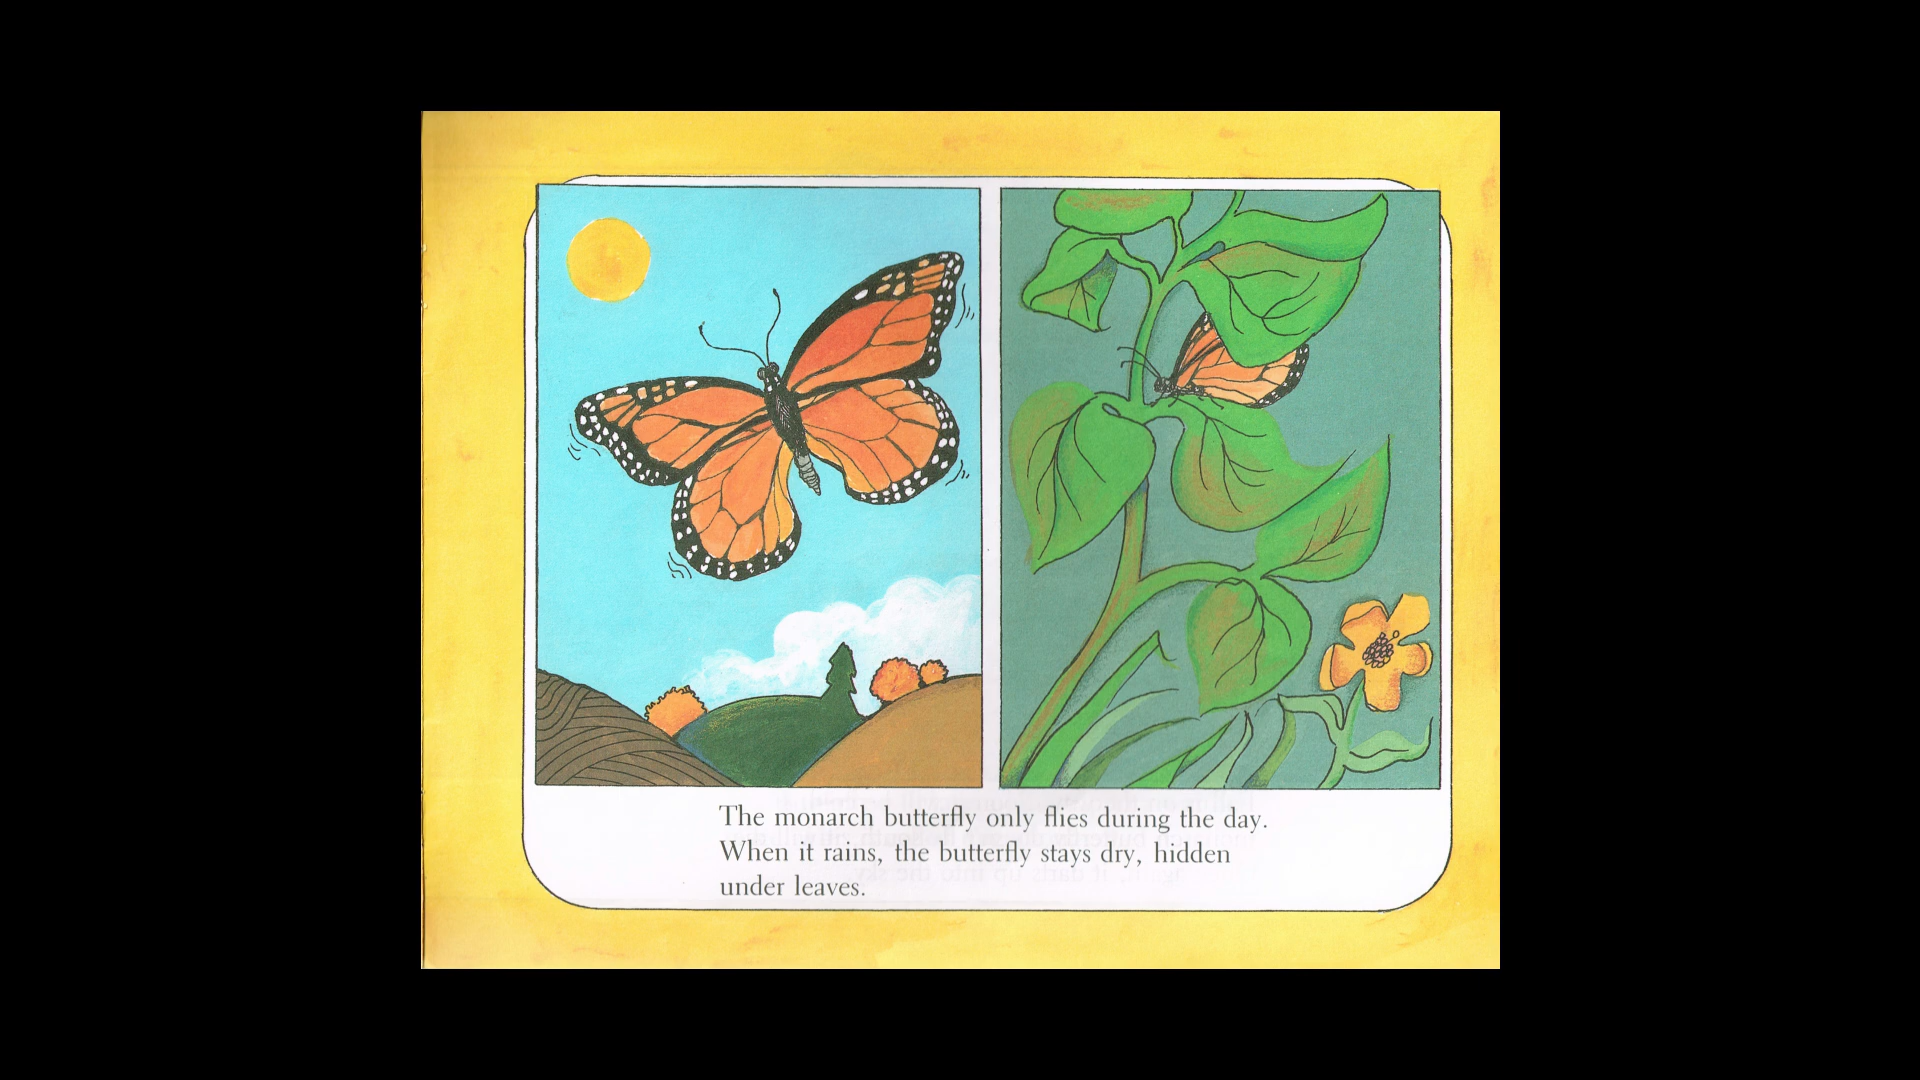 The monarch butterfly only flies during the day.
When it rains, the butterfly stays dry, hidden
under leaves.